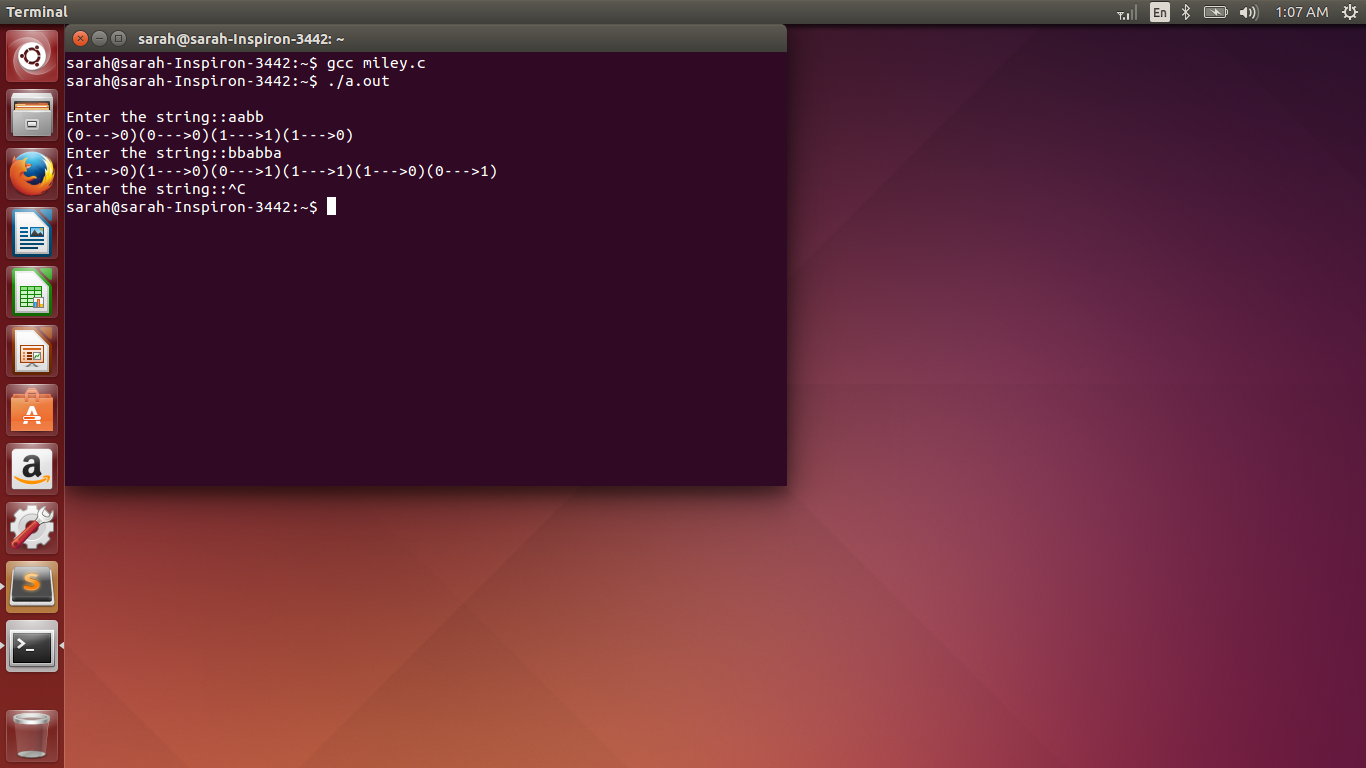 Terminal
En
1:07 AM
sarah@sarah-Inspiron-3442: ~
sarah@sarah-Inspiron-3442:~$ gcc miley.c
sarah@sarah-Inspiron-3442:~$ ./a.out
Enter the string::aabb
(0--->0)(0--->0)(1--->1)(1--->0)
Enter the string::bbabba
(1--->0)(1--->0)(0--->1)(1--->1)(1--->0)(0--->1)
Enter the string::^C
sarah@sarah-Inspiron-3442:~$
A
a
S
>_